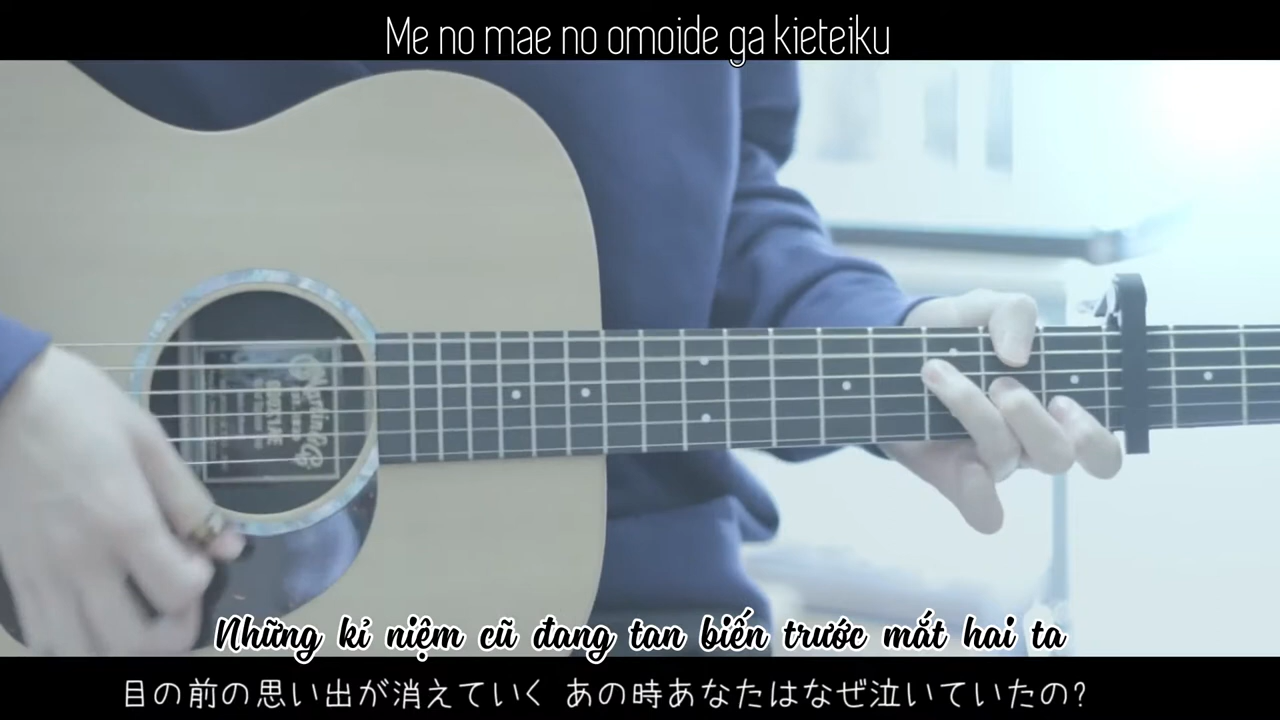 Me no mae no omoide ga kieteiku
Martin & Co.
Những kỉ niệm cũ đang tan biến trước mắt hai ta
目の前の思い出が消えていく あの時あなたはなぜ泣いていたの?